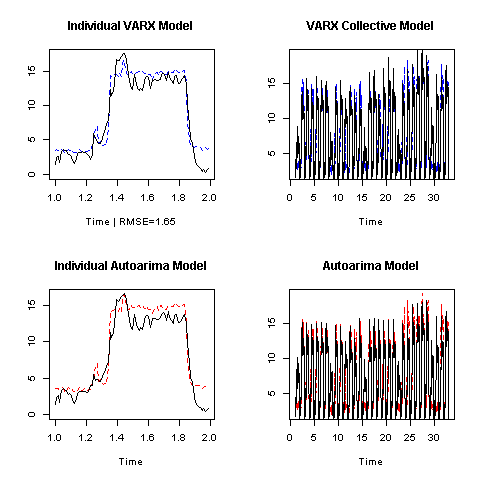 Individual VARX Model
VARX Collective Model
15
10
5
0
1.0 1.2 1.4 1.6 1.8 2.0
Time | RMSE=1.65
15
10
5
0 5 10 15 20 25 30
Time
Individual Autoarima Model
Autoarima Model
15
10
5
0
1.0 1.2 1.4 1.6 1.8 2.0
Time
15
10
5
0 5 10 15 20 25 30
Time